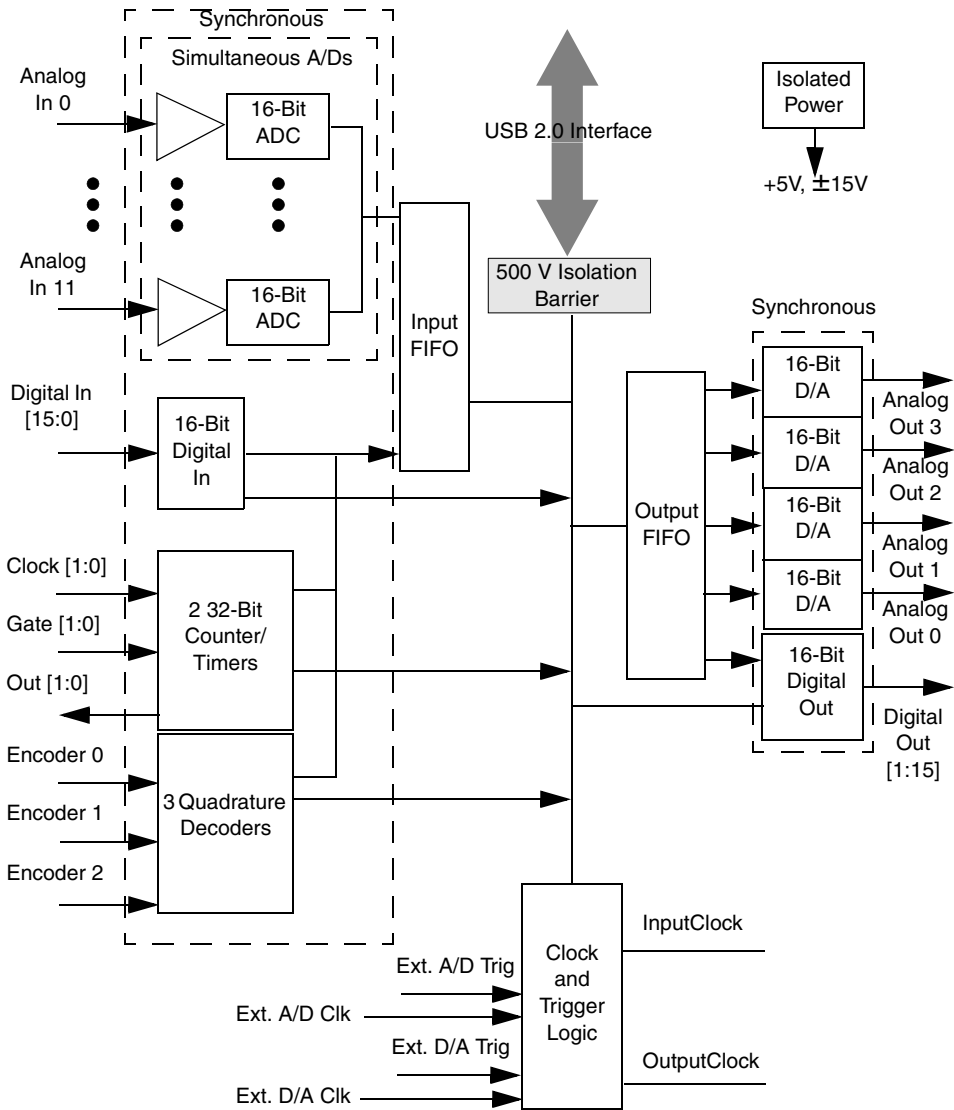 Synchronous
Simultaneous A/Ds
Analog
In 0
16-Bit
ADC
Analog
In 11
16-Bit
ADC
Input
FIFO
USB 2.0 Interface
500 V Isolation
Barrier
Isolated
Power
+5V, ±15V
Digital In
[15:0]
16-Bit
Digital
In
Clock [1:0]
Gate [1:0]
Out [1:0]
2 32-Bit
Counter/
Timers
Encoder 0
Encoder 1
Encoder 2
3 Quadrature
Decoders
Output
FIFO
Synchronous
16-Bit
D/A
Analog
Out 3
16-Bit
D/A
Analog
Out 2
16-Bit
D/A
Analog
Out 1
16-Bit
D/A
Analog
Out 0
16-Bit
Digital
Out
Digital
Out
[1:15]
Ext. A/D Trig
Ext. A/D Clk
Ext. D/A Trig
Ext. D/A Clk
Clock
and
Trigger
Logic
InputClock
OutputClock